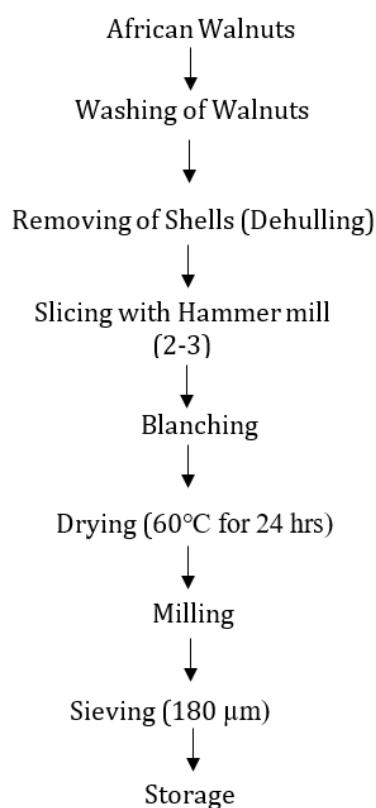 African Walnuts
Washing of Walnuts
Removing of Shells (Dehulling)
Slicing with Hammer mill
(2-3)
Blanching
Drying (60°C for 24 hrs)
Milling
Sieving (180 µm)
Storage